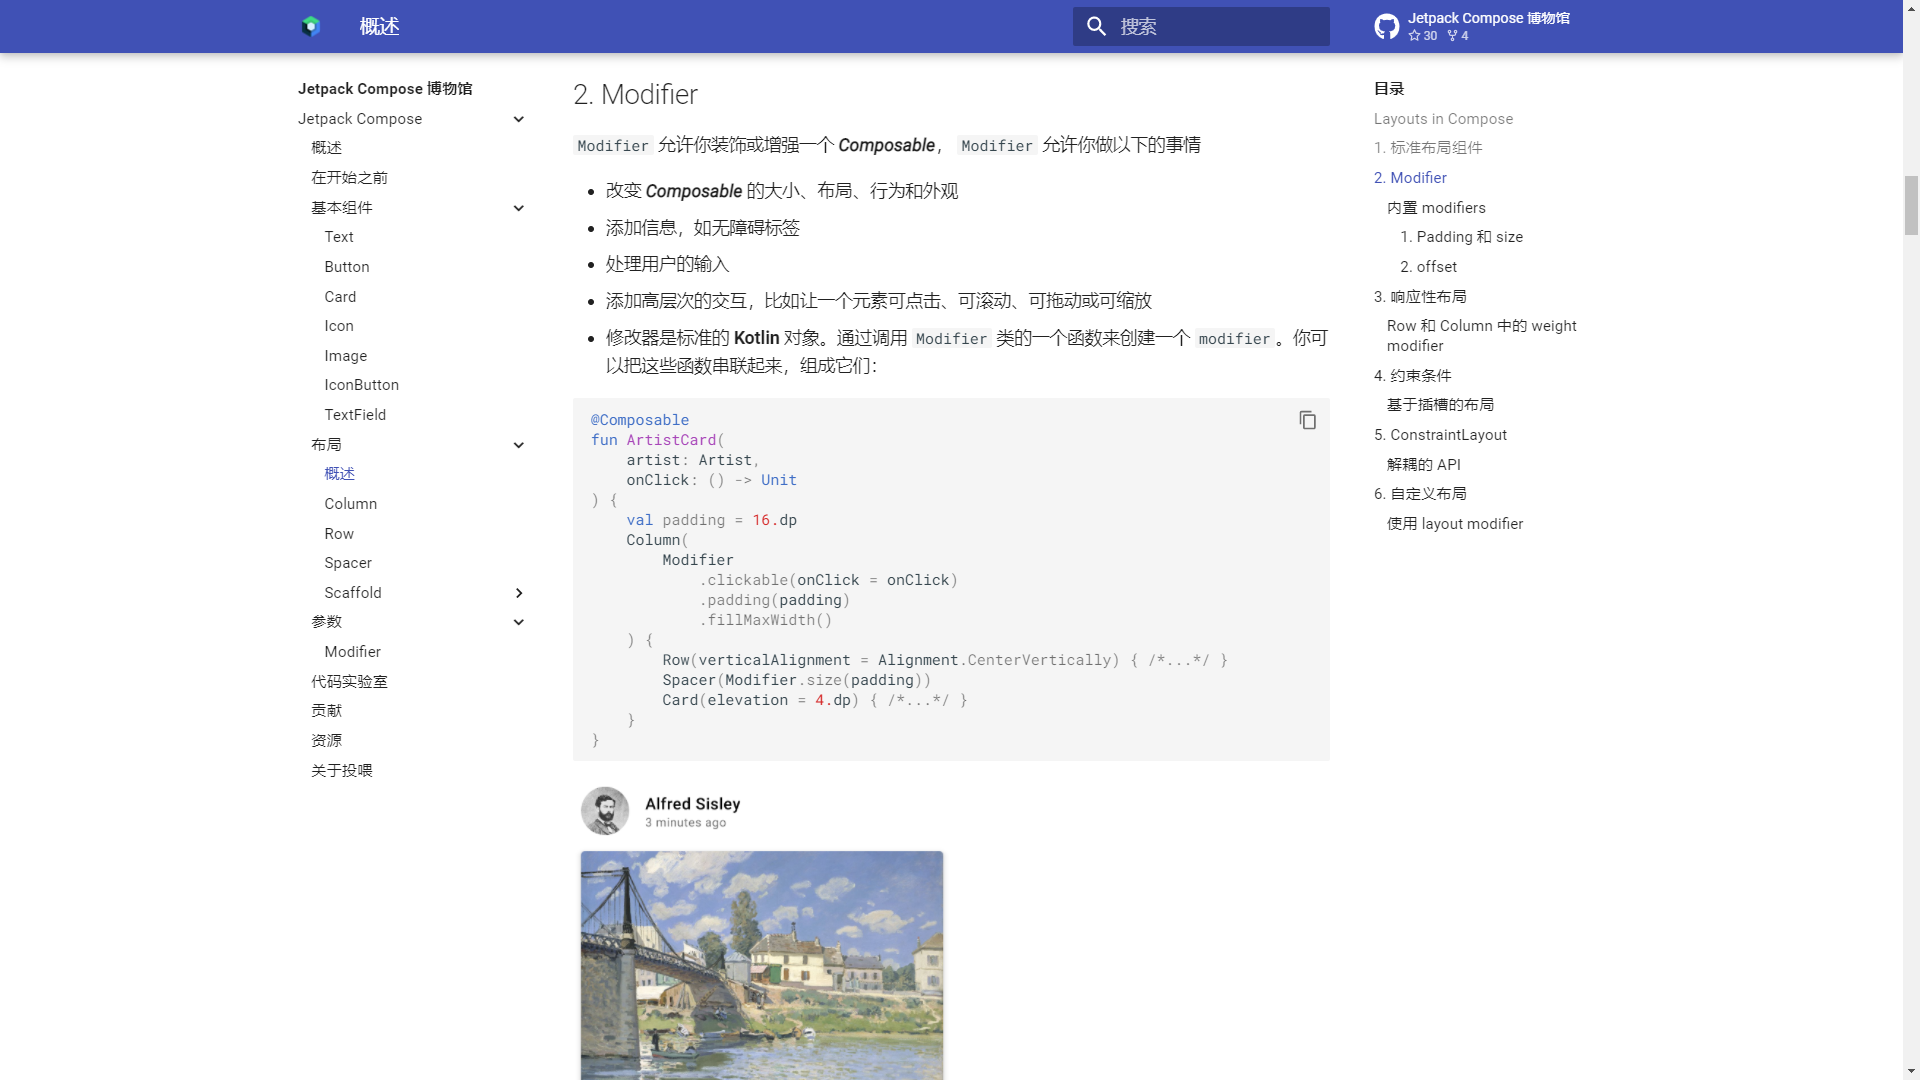 概述
搜索
Jetpack Compose 博物馆
30 4
Jetpack Compose 博物馆
Jetpack Compose
概述
在开始之前
基本组件
Text
Button
Card
Icon
Image
IconButton
TextField
布局
概述
Column
Row
Spacer
Scaffold
参数
Modifier
代码实验室
贡献
资源
关于投喂
2. Modifier
Modifier 允许你装饰或增强一个 Composable， Modifier 允许你做以下的事情
改变 Composable 的大小、布局、行为和外观
添加信息，如无障碍标签
处理用户的输入
添加高层次的交互，比如让一个元素可点击、可滚动、可拖动或可缩放
修改器是标准的 Kotlin 对象。通过调用 Modifier 类的一个函数来创建一个 modifier。你可
以把这些函数串联起来，组成它们：
@Composable
fun ArtistCard(
    artist: Artist,
    onClick: () -> Unit
) {
    val padding = 16.dp
    Column(
        Modifier
            .clickable(onClick = onClick)
            .padding(padding)
            .fillMaxWidth()
    ) {
        Row(verticalAlignment = Alignment.CenterVertically) { /*...*/ }
        Spacer(Modifier.size(padding))
        Card(elevation = 4.dp) { /*...*/ }
    }
}
Alfred Sisley
3 minutes ago
目录
Layouts in Compose
1. 标准布局组件
2. Modifier
内置 modifiers
1. Padding 和 size
2. offset
3. 响应性布局
Row 和 Column 中的 weight
modifier
4. 约束条件
基于插槽的布局
5. ConstraintLayout
解耦的 API
6. 自定义布局
使用 layout modifier